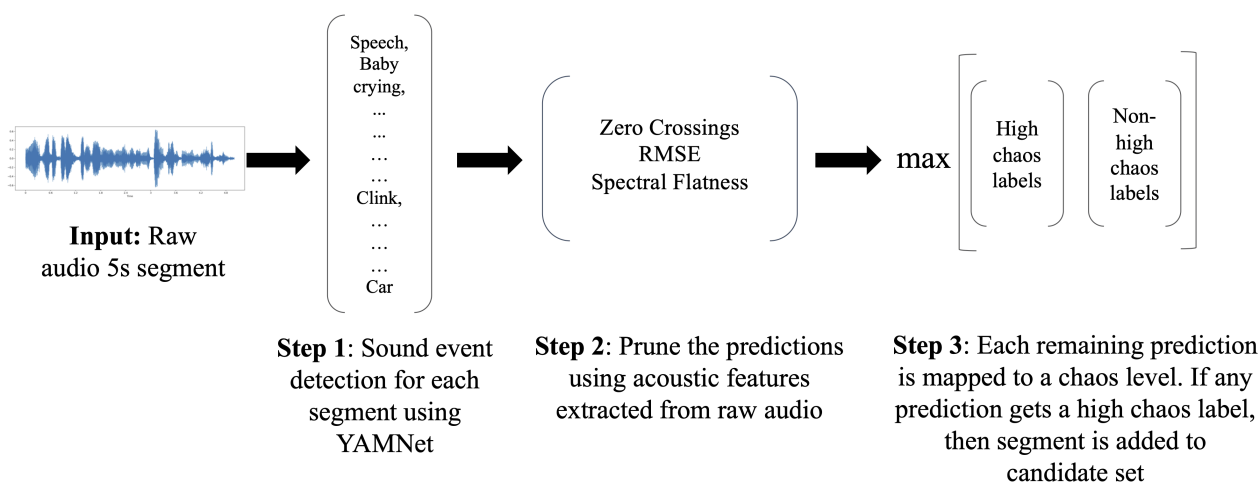 Speech,
Baby
crying,
...
...
...
...
Clink,
...
...
...
Car
Input: Raw
audio 5s segment
Step 1: Sound event
detection for each
segment using
YAMNet
Zero Crossings
RMSE
Spectral Flatness
Step 2: Prune the predictions
using acoustic features
extracted from raw audio
max
High
chaos
labels
Non-
high
chaos
labels
Step 3: Each remaining prediction
is mapped to a chaos level. If any
prediction gets a high chaos label,
then segment is added to
candidate set